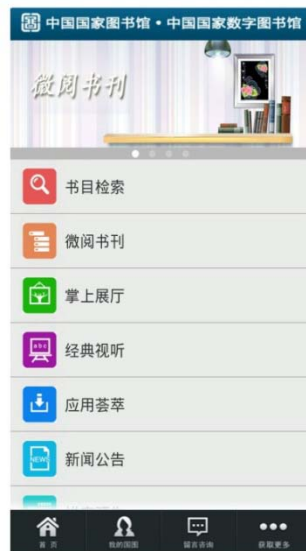 中国国家图书馆·中国国家数字图书馆
微阅书刊
书目检索
微阅书刊
掌上展厅
abc
经典视听
应用荟萃
NEW
新闻公告
首页 我的国图 留言咨询 获取更多